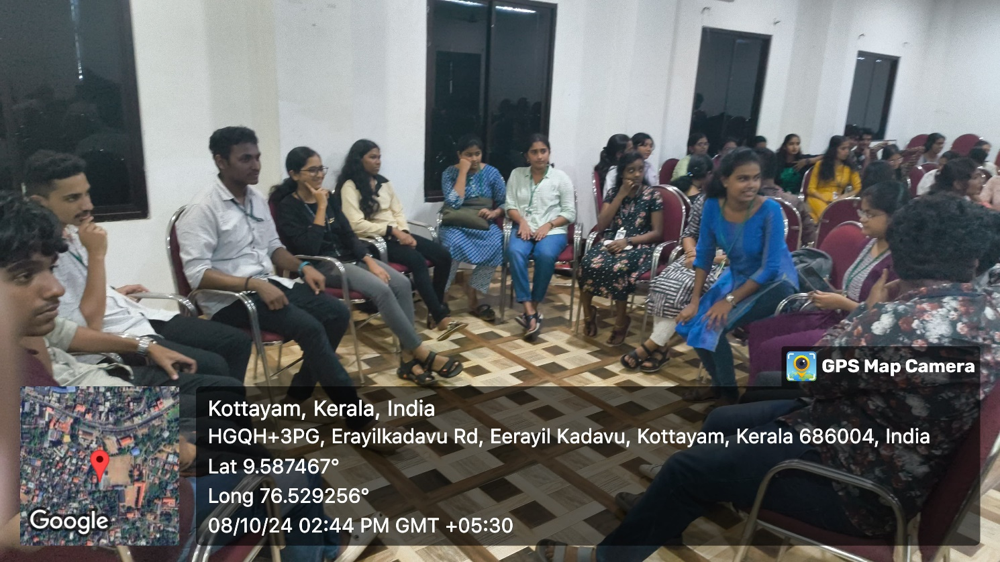 GPS Map Camera
Kottayam, Kerala, India
HGQH+3PG, Erayilkadavu Rd, Eerayil Kadavu, Kottayam, Kerala 686004, India
Lat 9.587467°
Long 76.529256°
08/10/24 02:44 PM GMT +05:30
Google